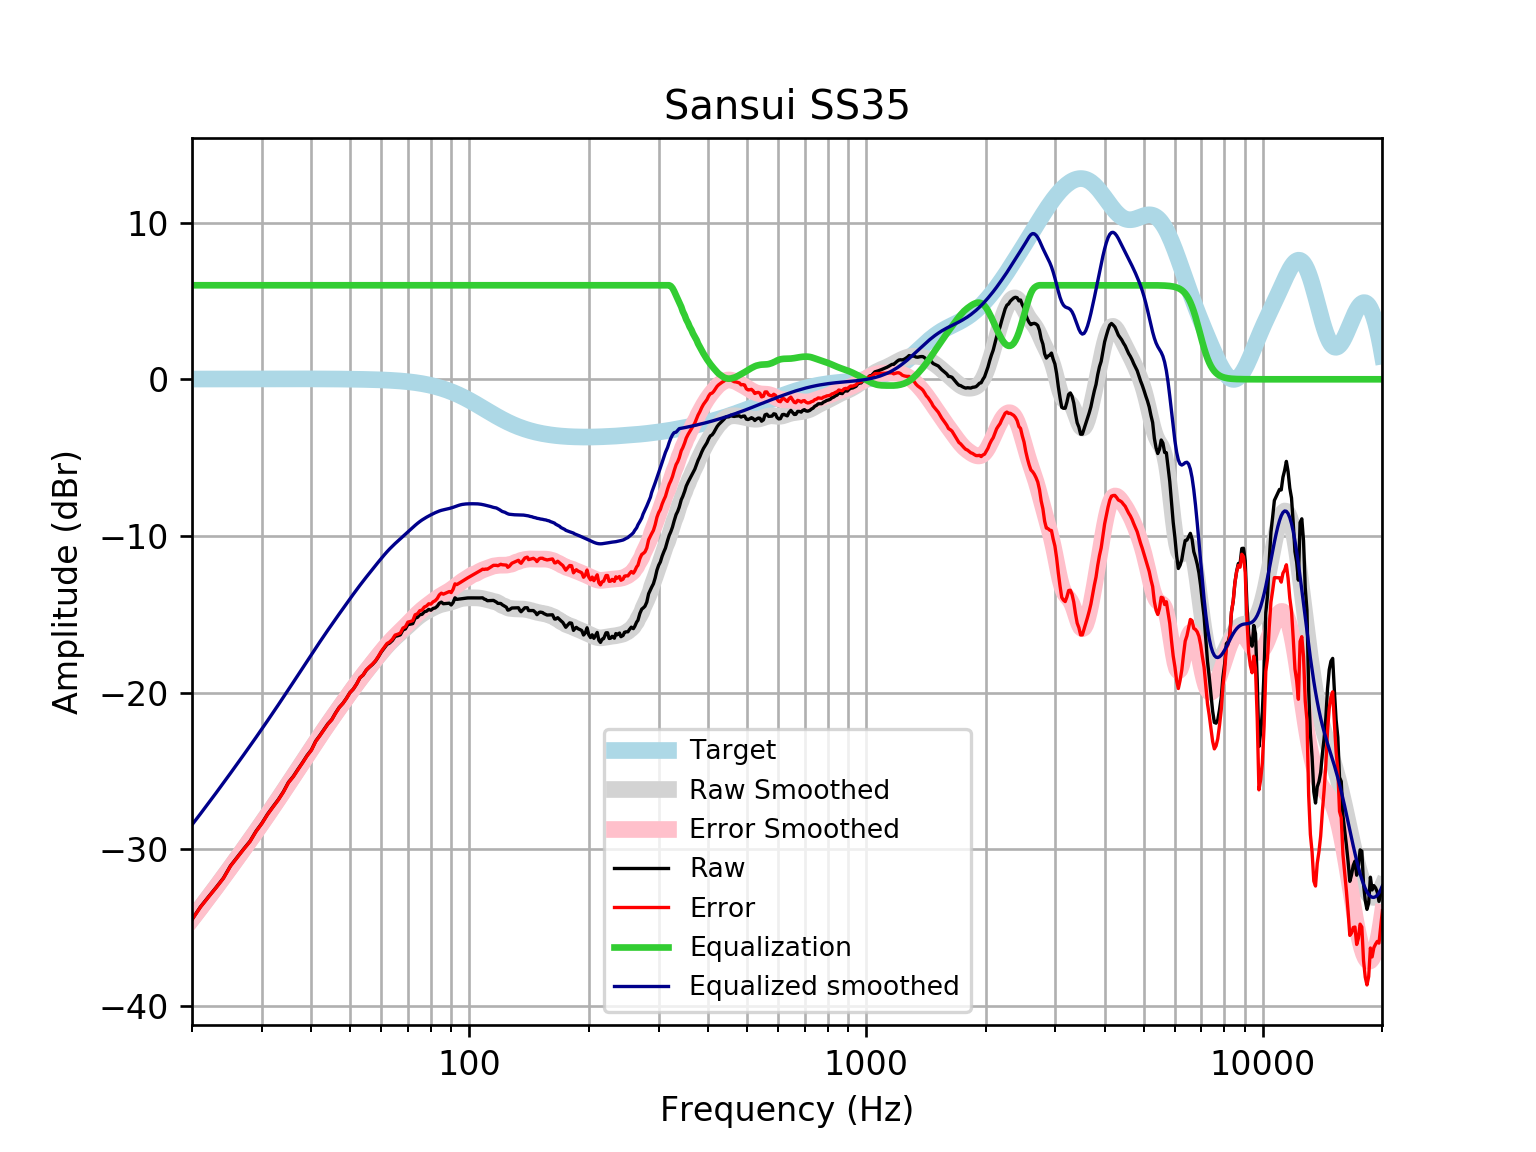 Sansui SS35
Amplitude (dBr)
10
0
−10
−20
−30
−40
Target
Raw Smoothed
Error Smoothed
Raw
Error
Equalization
Equalized smoothed
100
1000
10000
Frequency (Hz)